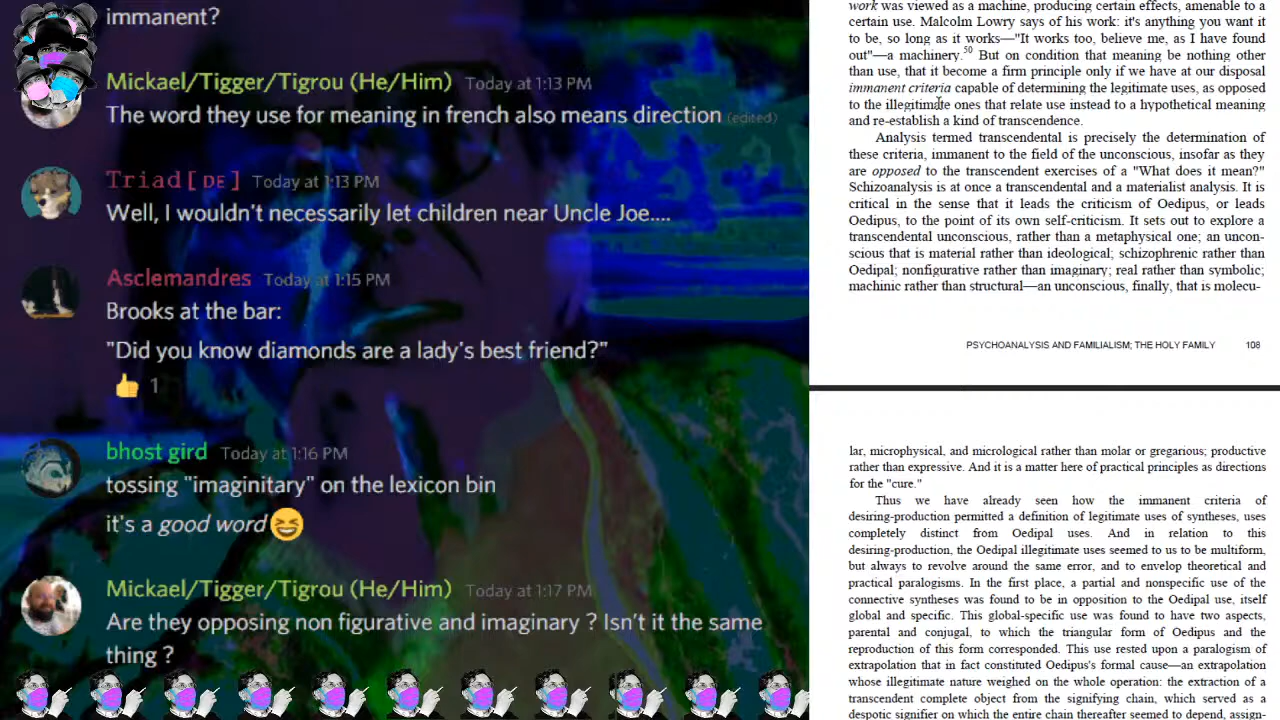 immanent?
Mickael/Tigger/Tigrou (He/Him) Today at 1:13 PM
The word they use for meaning in french also means direction (edited)
Triad [DE] Today at 1:13 PM
Well, I wouldn't necessarily let children near Uncle Joe....
Asclemandres Today at 1:15 PM
Brooks at the bar:
"Did you know diamonds are a lady's best friend?"
👍 1
bhost gird Today at 1:16 PM
tossing "imaginitary" on the lexicon bin
it's a good word 😆
Mickael/Tigger/Tigrou (He/Him) Today at 1:17 PM
Are they opposing non figurative and imaginary ? Isn't it the same
thing ?
work was viewed as a machine, producing certain effects, amenable to a
certain use. Malcolm Lowry says of his work: it's anything you want it
to be, so long as it works—"It works too, believe me, as I have found
out"—a machinery.50 But on condition that meaning be nothing other
than use, that it become a firm principle only if we have at our disposal
immanent criteria capable of determining the legitimate uses, as opposed
to the illegitimate ones that relate use instead to a hypothetical meaning
and re-establish a kind of transcendence.
Analysis termed transcendental is precisely the determination of
these criteria, immanent to the field of the unconscious, insofar as they
are opposed to the transcendent exercises of a "What does it mean?"
Schizoanalysis is at once a transcendental and a materialist analysis. It is
critical in the sense that it leads the criticism of Oedipus, or leads
Oedipus, to the point of its own self-criticism. It sets out to explore a
transcendental unconscious, rather than a metaphysical one; an uncon-
scious that is material rather than ideological; schizophrenic rather than
Oedipal; nonfigurative rather than imaginary; real rather than symbolic;
machinic rather than structural—an unconscious, finally, that is molecu-
PSYCHOANALYSIS AND FAMILIALISM; THE HOLY FAMILY 108
lar, microphysical, and micrological rather than molar or gregarious; productive
rather than expressive. And it is a matter here of practical principles as directions
for the "cure."
Thus we have already seen how the immanent criteria of
desiring-production permitted a definition of legitimate uses of syntheses, uses
completely distinct from Oedipal uses. And in relation to this
desiring-production, the Oedipal illegitimate uses seemed to us to be multiform,
but always to revolve around the same error, and to envelop theoretical and
practical paralogisms. In the first place, a partial and nonspecific use of the
connective syntheses was found to be in opposition to the Oedipal use, itself
global and specific. This global-specific use was found to have two aspects,
parental and conjugal, to which the triangular form of Oedipus and the
reproduction of this form corresponded. This use rested upon a paralogism of
extrapolation that in fact constituted Oedipus's formal cause—an extrapolation
whose illegitimate nature weighed on the whole operation: the extraction of a
transcendent complete object from the signifying chain, which served as a
despotic signifier on which the entire chain thereafter seemed to depend, assign-